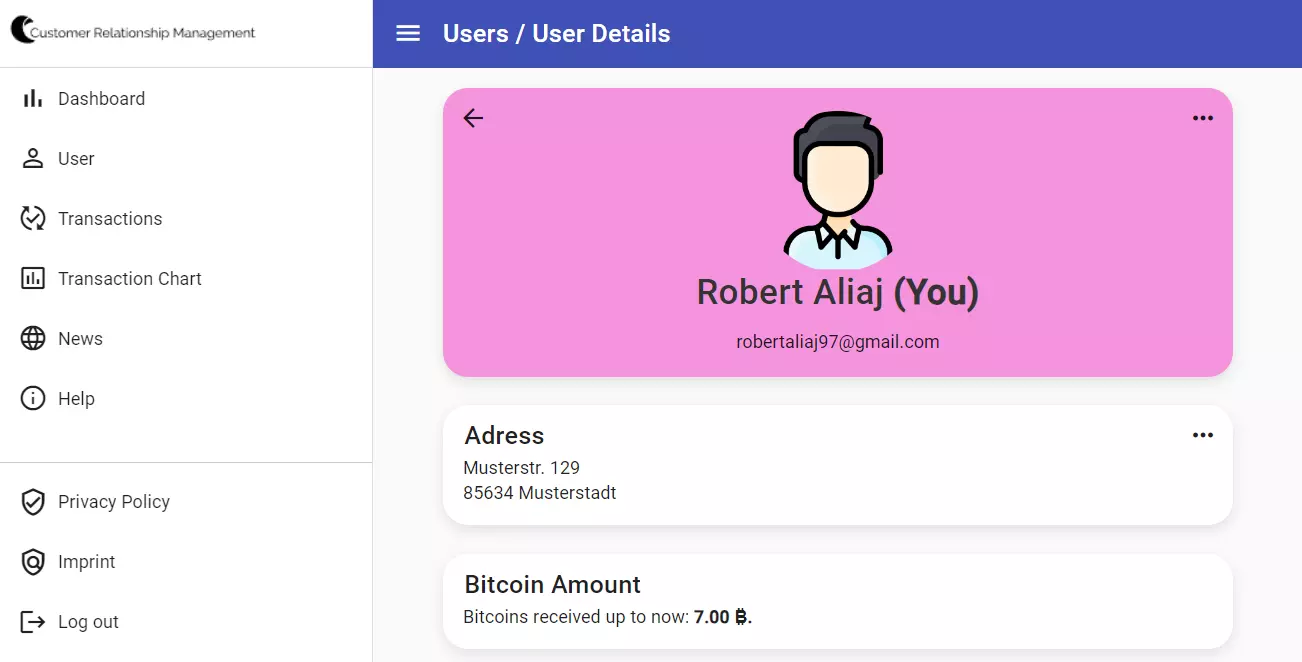 Customer Relationship Management
Dashboard
User
Transactions
Transaction Chart
News
Help
Privacy Policy
Imprint
Log out
Users / User Details
Robert Aliaj (You)
robertaliaj97@gmail.com
Adress
Musterstr. 129
85634 Musterstadt
Bitcoin Amount
Bitcoins received up to now: 7.00 ₿.